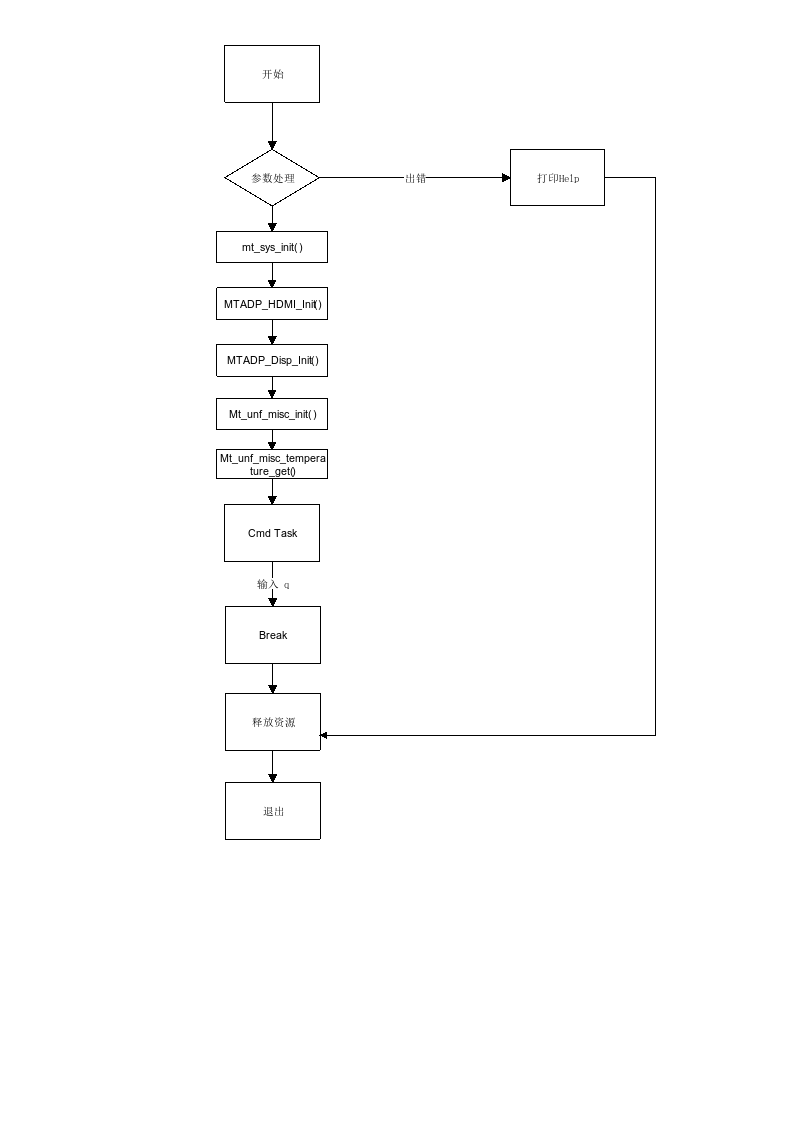 开始
参数处理
出错
打印Help
mt_sys_init()
MTADP_HDMI_Init()
MTADP_Disp_Init()
Mt_unf_misc_init()
Mt_unf_misc_tempera
ture_get()
Cmd Task
输入 q
Break
释放资源
退出